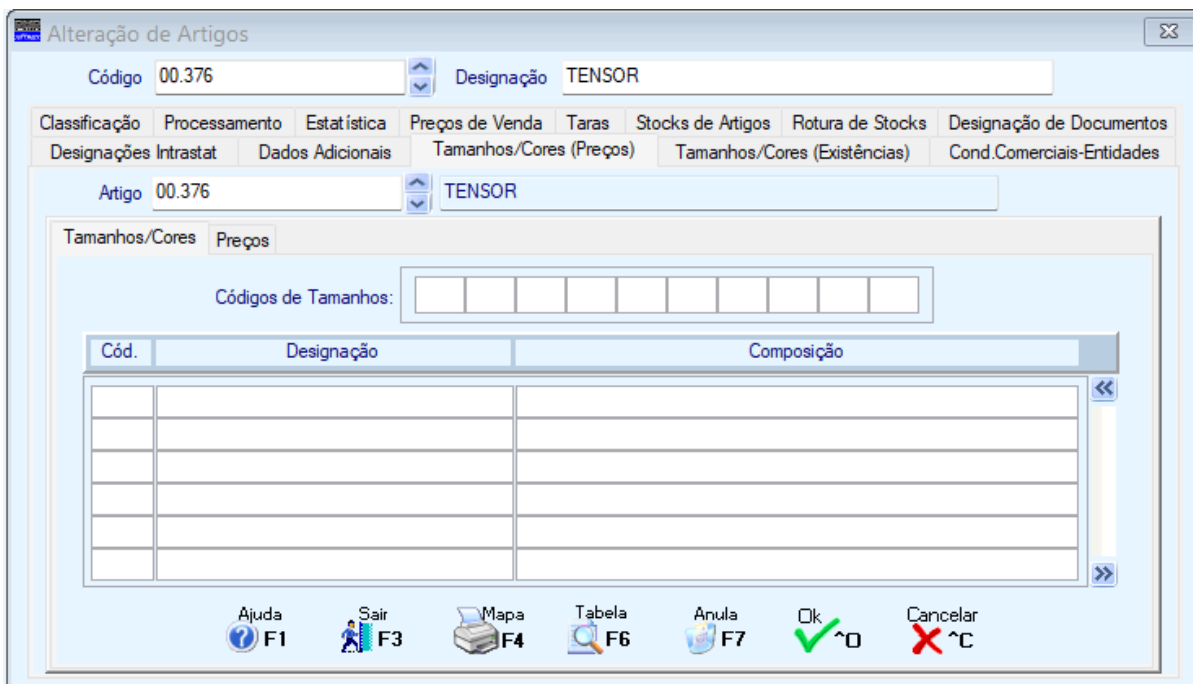 Alteração de Artigos
Código 00.376 Designação TENSOR
Classificação Processamento Estatística Preços de Venda Taras Stocks de Artigos Rotura de Stocks Designação de Documentos
Designações Intrastat Dados Adicionais Tamanhos/Cores (Preços) Tamanhos/Cores (Existências) Cond.Comerciais-Entidades
Artigo 00.376 TENSOR
Tamanhos/Cores Preços
Códigos de Tamanhos:
Cód. Designação Composição
Ajuda Sair Mapa Tabela Anula Ok Cancelar
F1 F3 F4 F6 F7 ^O ^C